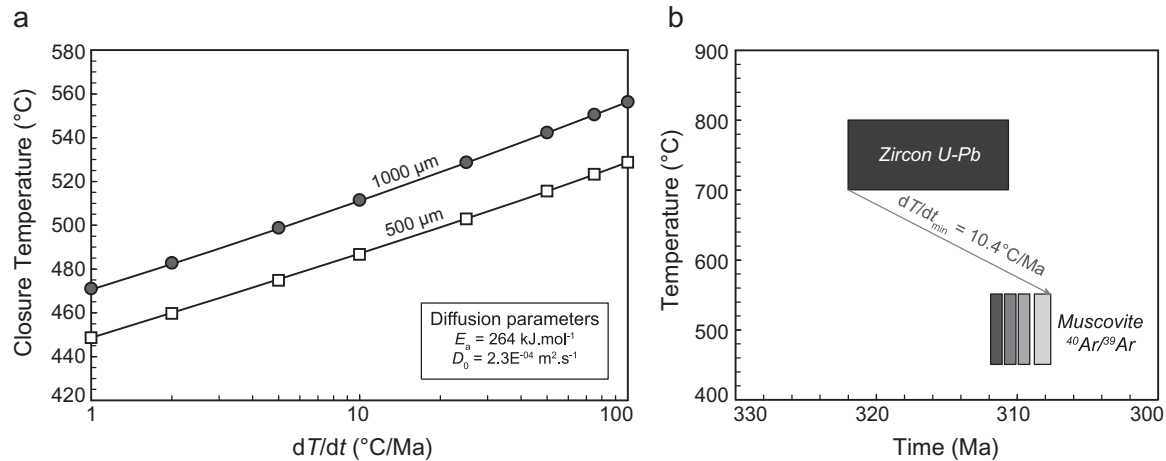 a
580
560
540
520
500
480
460
440
420
Closure Temperature (°C)
1000 µm
500 µm
Diffusion parameters
Eₐ = 264 kJ.mol⁻¹
D₀ = 2.3E⁻⁰⁴ m².s⁻¹
1
10
100
dT/dt (°C/Ma)
b
900
800
700
600
500
400
Temperature (°C)
Zircon U-Pb
dT/dt_min = 10.4°C/Ma
Muscovite
⁴⁰Ar/³⁹Ar
330
320
310
300
Time (Ma)